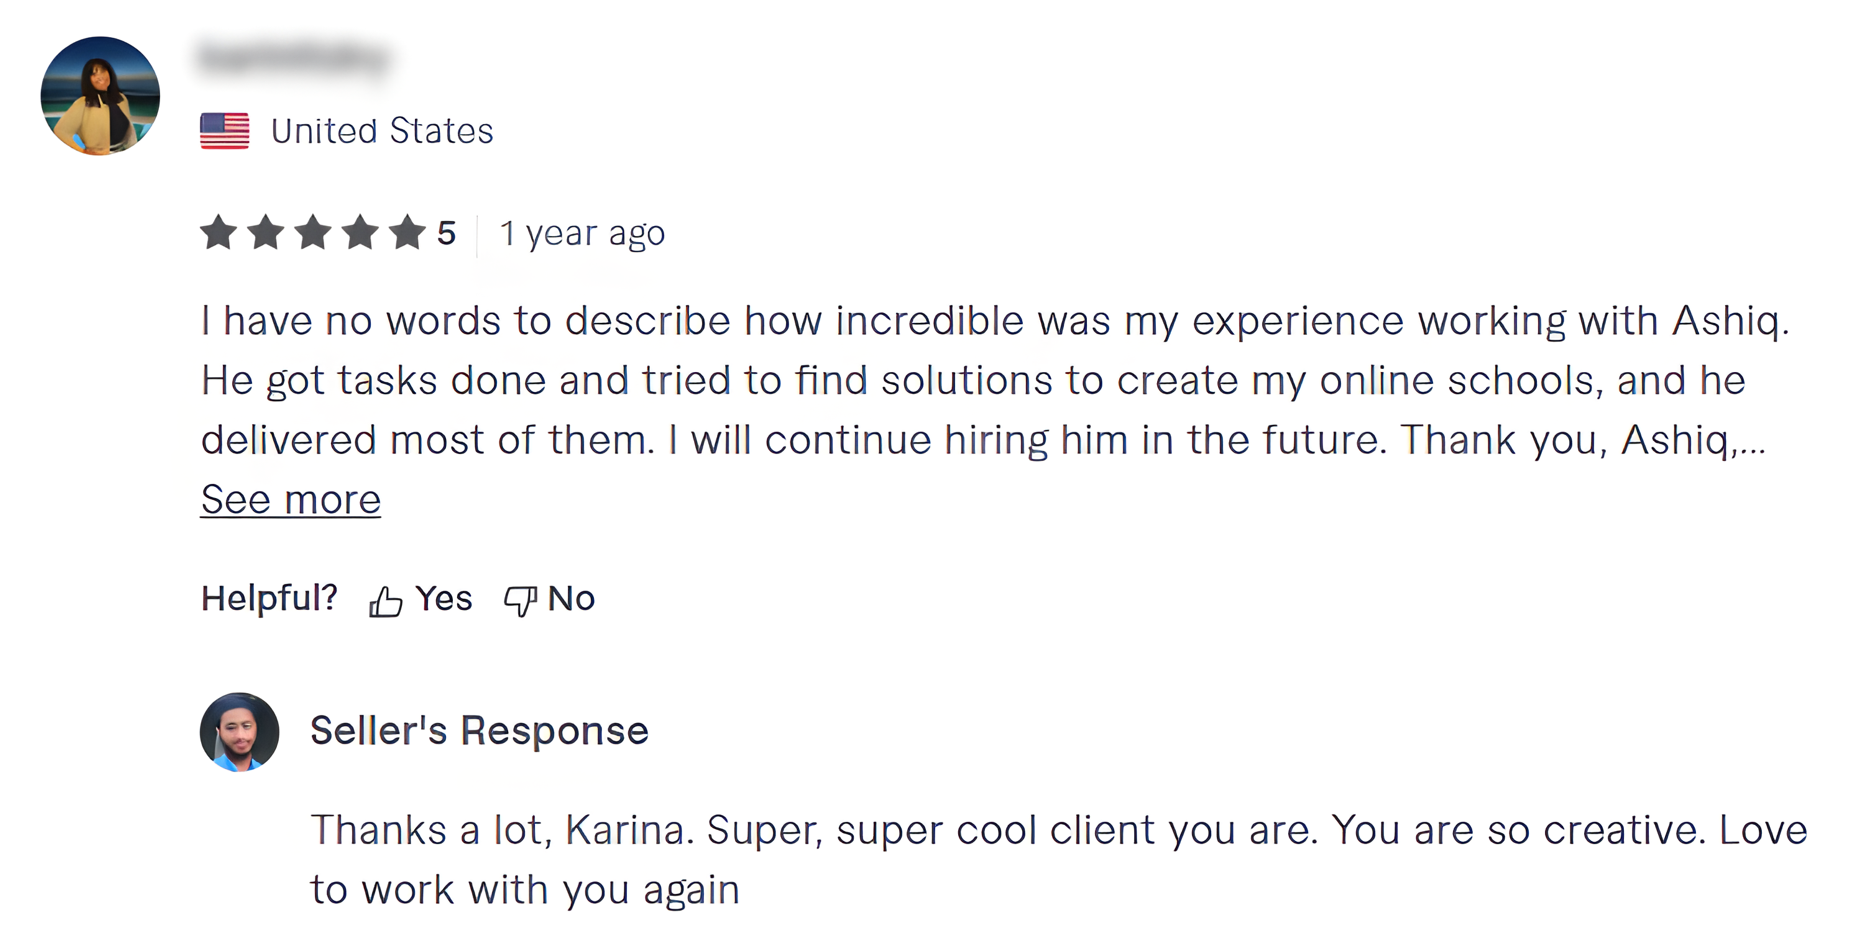 United States
5 1 year ago
I have no words to describe how incredible was my experience working with Ashiq.
He got tasks done and tried to find solutions to create my online schools, and he
delivered most of them. I will continue hiring him in the future. Thank you, Ashiq,...
See more
Helpful? Yes No
Seller's Response
Thanks a lot, Karina. Super, super cool client you are. You are so creative. Love
to work with you again